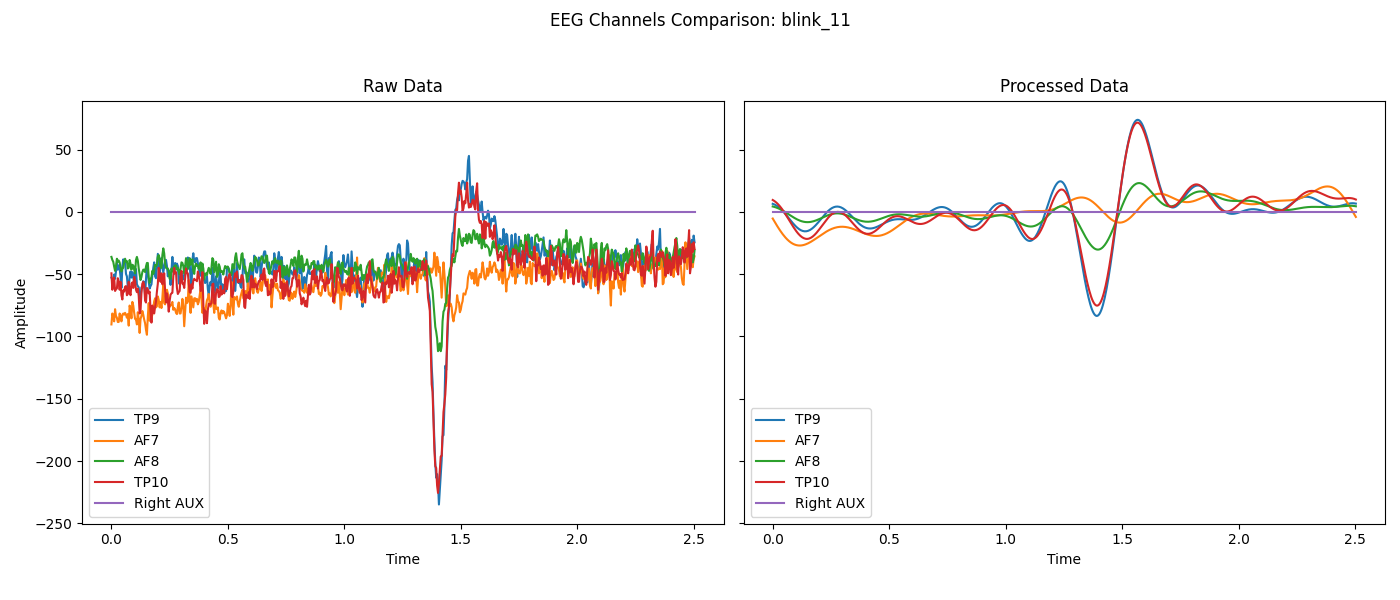 EEG Channels Comparison: blink_11
Raw Data
Processed Data
Amplitude
50
0
−50
−100
−150
−200
−250
TP9
AF7
AF8
TP10
Right AUX
0.0 0.5 1.0 1.5 2.0 2.5
Time
TP9
AF7
AF8
TP10
Right AUX
0.0 0.5 1.0 1.5 2.0 2.5
Time